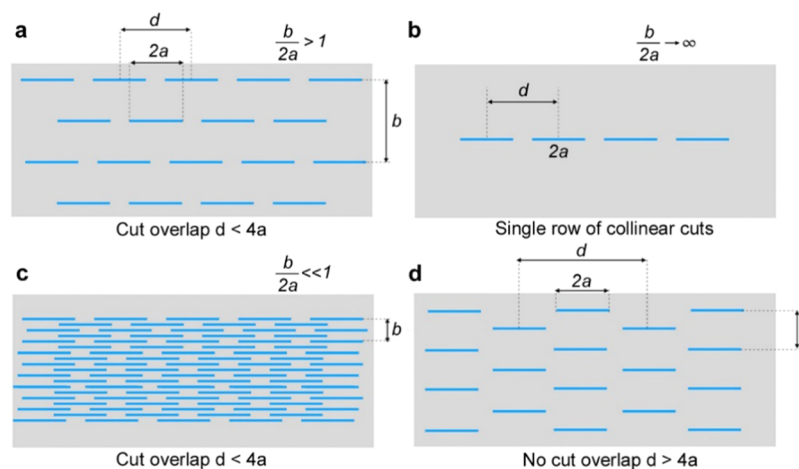 a
d
2a
b/2a > 1
b
Cut overlap d < 4a
b
b/2a → ∞
d
2a
Single row of collinear cuts
c
b/2a <<1
b
Cut overlap d < 4a
d
d
2a
No cut overlap d > 4a